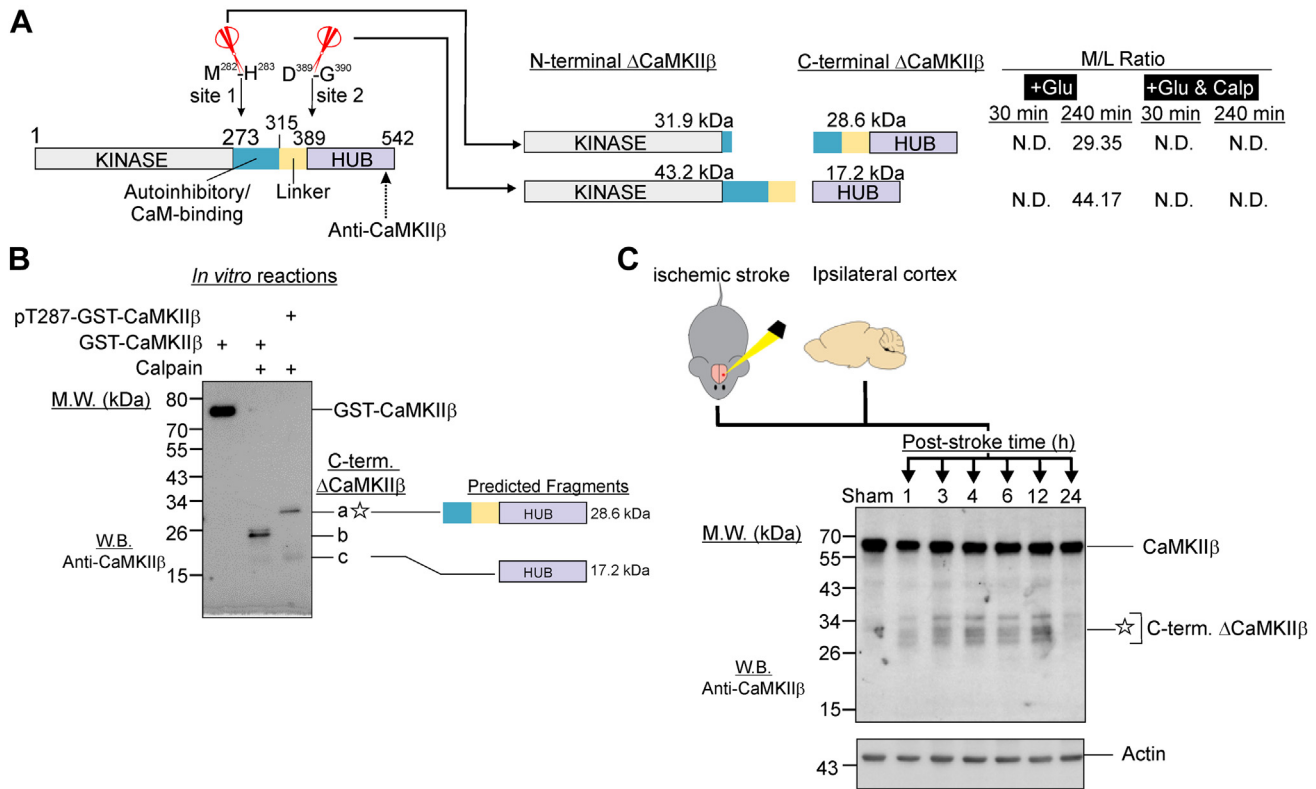 A
M282-H283 D389-G390
site 1 site 2
1 273 315 389 542
KINASE HUB
Autoinhibitory/
CaM-binding
Linker
Anti-CaMKIIβ
N-terminal ΔCaMKIIβ C-terminal ΔCaMKIIβ
31.9 kDa 28.6 kDa
KINASE HUB
43.2 kDa 17.2 kDa
KINASE HUB
M/L Ratio
+Glu +Glu & Calp
30 min 240 min 30 min 240 min
N.D. 29.35 N.D. N.D.
N.D. 44.17 N.D. N.D.
B
In vitro reactions
pT287-GST-CaMKIIβ +
GST-CaMKIIβ + +
Calpain + +
M.W. (kDa)
80
70
55
43
34
26
15
W.B.
Anti-CaMKIIβ
GST-CaMKIIβ
C-term.
ΔCaMKIIβ
a☆
b
c
Predicted Fragments
HUB 28.6 kDa
HUB 17.2 kDa
C
ischemic stroke Ipsilateral cortex
Post-stroke time (h)
Sham 1 3 4 6 12 24
M.W. (kDa)
70
55
43
34
26
15
W.B.
Anti-CaMKIIβ
CaMKIIβ
☆ C-term. ΔCaMKIIβ
43
Actin